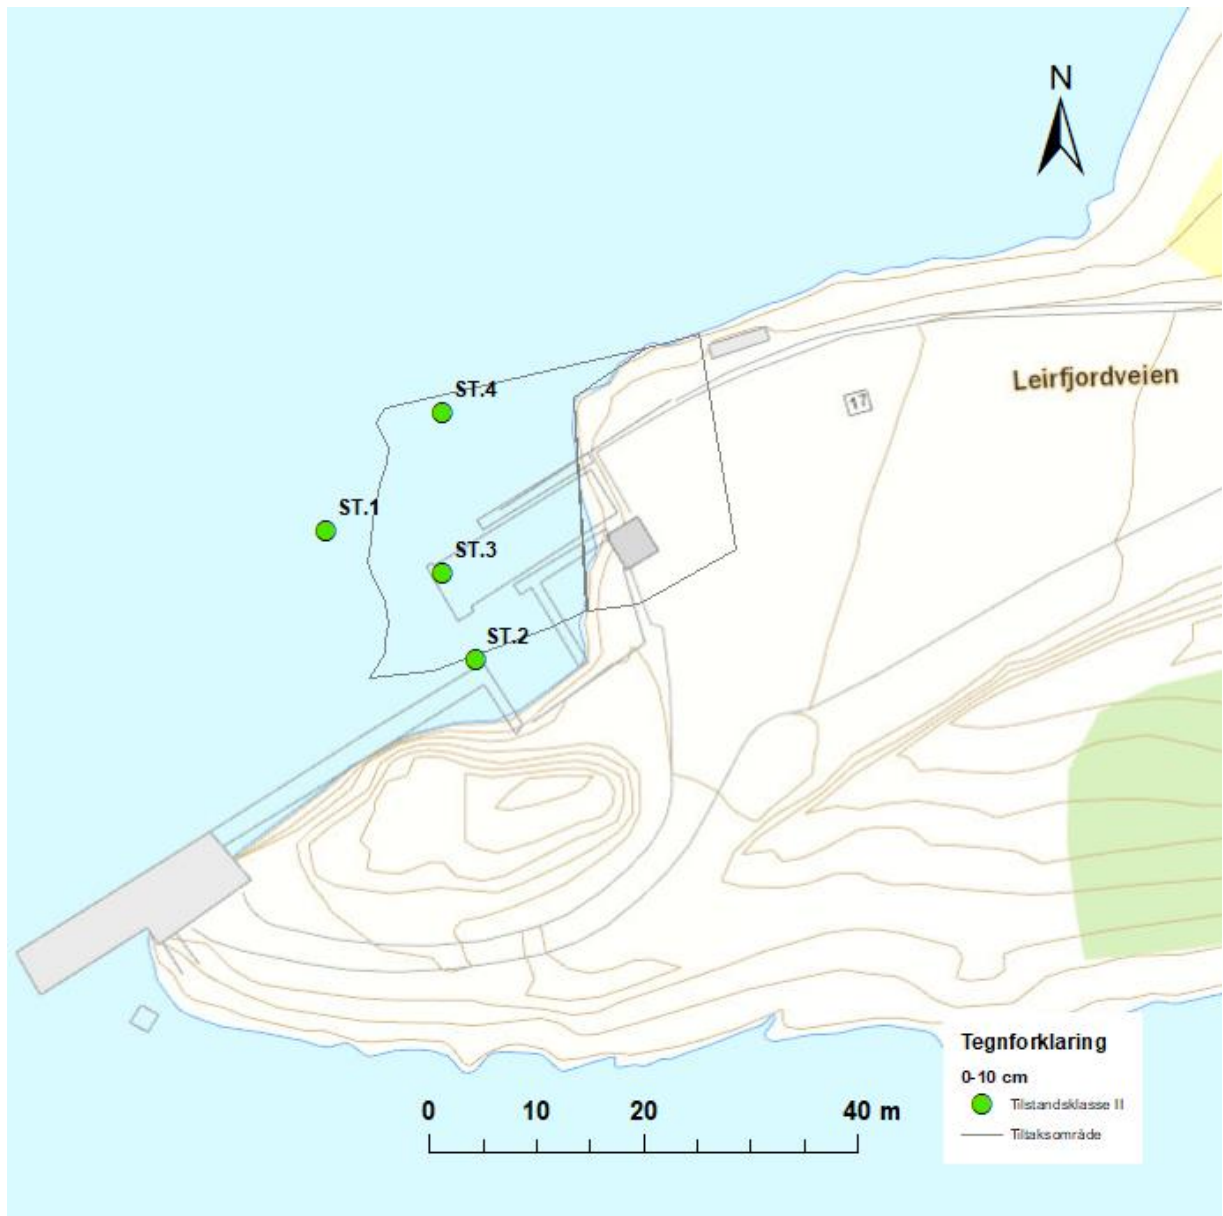 N
Leirfjordveien
17
ST.4
ST.1
ST.3
ST.2
Tegnforklaring
0-10 cm
Tilstandsklasse II
Tiltaksområde
0 10 20 40 m